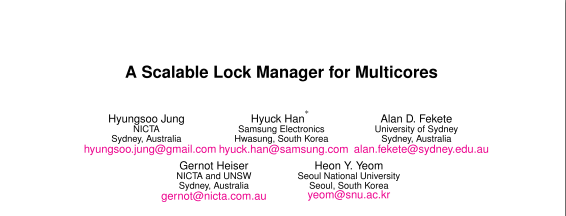 A Scalable Lock Manager for Multicores
Hyungsoo Jung Hyuck Han* Alan D. Fekete
NICTA Samsung Electronics University of Sydney
Sydney, Australia Hwasung, South Korea Sydney, Australia
hyungsoo.jung@gmail.com hyuck.han@samsung.com alan.fekete@sydney.edu.au
Gernot Heiser Heon Y. Yeom
NICTA and UNSW Seoul National University
Sydney, Australia Seoul, South Korea
gernot@nicta.com.au yeom@snu.ac.kr